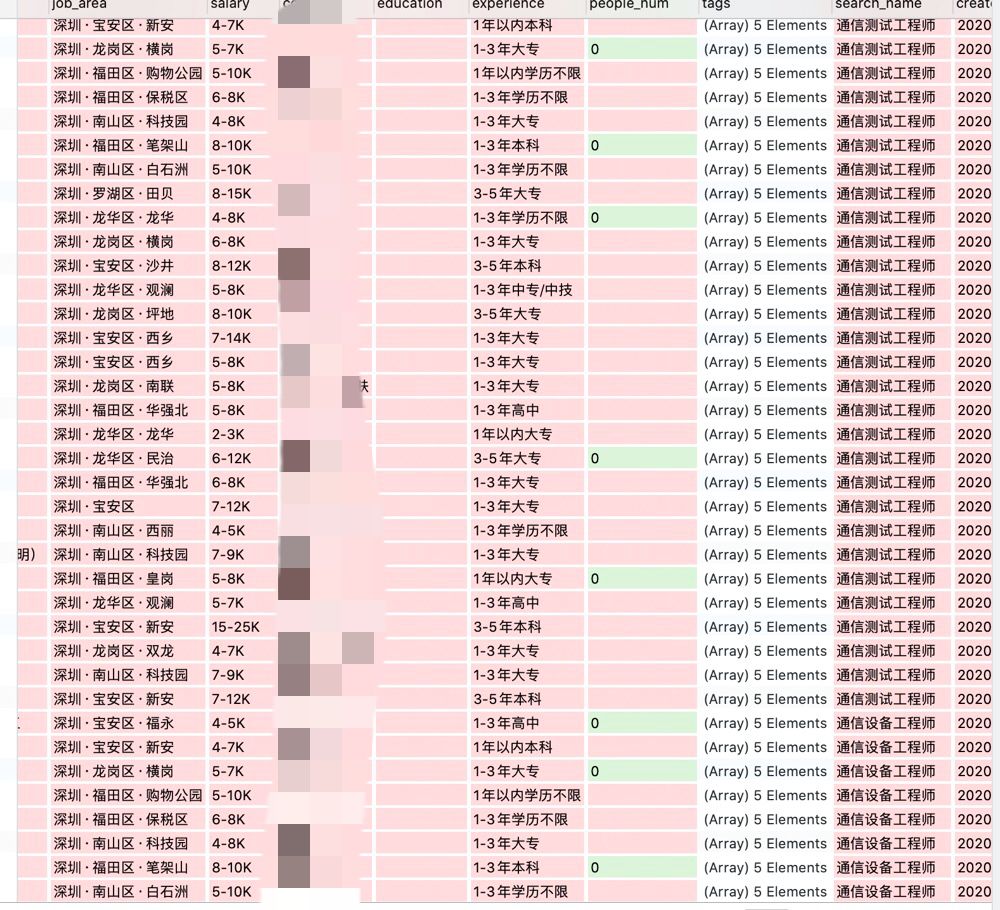 job_area salary education experience people_num tags search_name
深圳·宝安区·新安 4-7K 1年以内本科 (Array) 5 Elements 通信测试工程师 2020
深圳·龙岗区·横岗 5-7K 1-3年大专 0 (Array) 5 Elements 通信测试工程师 2020
深圳·福田区·购物公园 5-10K 1年以内学历不限 (Array) 5 Elements 通信测试工程师 2020
深圳·福田区·保税区 6-8K 1-3年学历不限 (Array) 5 Elements 通信测试工程师 2020
深圳·南山区·科技园 4-8K 1-3年大专 (Array) 5 Elements 通信测试工程师 2020
深圳·福田区·笔架山 8-10K 1-3年本科 0 (Array) 5 Elements 通信测试工程师 2020
深圳·南山区·白石洲 5-10K 1-3年学历不限 (Array) 5 Elements 通信测试工程师 2020
深圳·罗湖区·田贝 8-15K 3-5年大专 (Array) 5 Elements 通信测试工程师 2020
深圳·龙华区·龙华 4-8K 1-3年学历不限 0 (Array) 5 Elements 通信测试工程师 2020
深圳·龙岗区·横岗 6-8K 1-3年大专 (Array) 5 Elements 通信测试工程师 2020
深圳·宝安区·沙井 8-12K 3-5年本科 (Array) 5 Elements 通信测试工程师 2020
深圳·龙华区·观澜 5-8K 1-3年中专/中技 (Array) 5 Elements 通信测试工程师 2020
深圳·龙岗区·坪地 8-10K 3-5年大专 (Array) 5 Elements 通信测试工程师 2020
深圳·宝安区·西乡 7-14K 1-3年大专 (Array) 5 Elements 通信测试工程师 2020
深圳·宝安区·西乡 5-8K 1-3年大专 (Array) 5 Elements 通信测试工程师 2020
深圳·龙岗区·南联 5-8K 1-3年大专 (Array) 5 Elements 通信测试工程师 2020
深圳·福田区·华强北 5-8K 1-3年高中 (Array) 5 Elements 通信测试工程师 2020
深圳·龙华区·龙华 2-3K 1年以内大专 (Array) 5 Elements 通信测试工程师 2020
深圳·龙华区·民治 6-12K 3-5年大专 0 (Array) 5 Elements 通信测试工程师 2020
深圳·福田区·华强北 6-8K 1-3年大专 (Array) 5 Elements 通信测试工程师 2020
深圳·宝安区 7-12K 1-3年大专 (Array) 5 Elements 通信测试工程师 2020
深圳·南山区·西丽 4-5K 1-3年学历不限 (Array) 5 Elements 通信测试工程师 2020
明） 深圳·南山区·科技园 7-9K 1-3年大专 (Array) 5 Elements 通信测试工程师 2020
深圳·福田区·皇岗 5-8K 1年以内大专 0 (Array) 5 Elements 通信测试工程师 2020
深圳·龙华区·观澜 5-7K 1-3年高中 (Array) 5 Elements 通信测试工程师 2020
深圳·宝安区·新安 15-25K 3-5年本科 (Array) 5 Elements 通信测试工程师 2020
深圳·龙岗区·双龙 4-7K 1-3年大专 (Array) 5 Elements 通信测试工程师 2020
深圳·南山区·科技园 7-9K 1-3年大专 (Array) 5 Elements 通信测试工程师 2020
深圳·宝安区·新安 7-12K 3-5年本科 (Array) 5 Elements 通信测试工程师 2020
深圳·宝安区·福永 4-5K 1-3年高中 0 (Array) 5 Elements 通信设备工程师 2020
深圳·宝安区·新安 4-7K 1年以内本科 (Array) 5 Elements 通信设备工程师 2020
深圳·龙岗区·横岗 5-7K 1-3年大专 0 (Array) 5 Elements 通信设备工程师 2020
深圳·福田区·购物公园 5-10K 1年以内学历不限 (Array) 5 Elements 通信设备工程师 2020
深圳·福田区·保税区 6-8K 1-3年学历不限 (Array) 5 Elements 通信设备工程师 2020
深圳·南山区·科技园 4-8K 1-3年大专 (Array) 5 Elements 通信设备工程师 2020
深圳·福田区·笔架山 8-10K 1-3年本科 0 (Array) 5 Elements 通信设备工程师 2020
深圳·南山区·白石洲 5-10K 1-3年学历不限 (Array) 5 Elements 通信设备工程师 2020